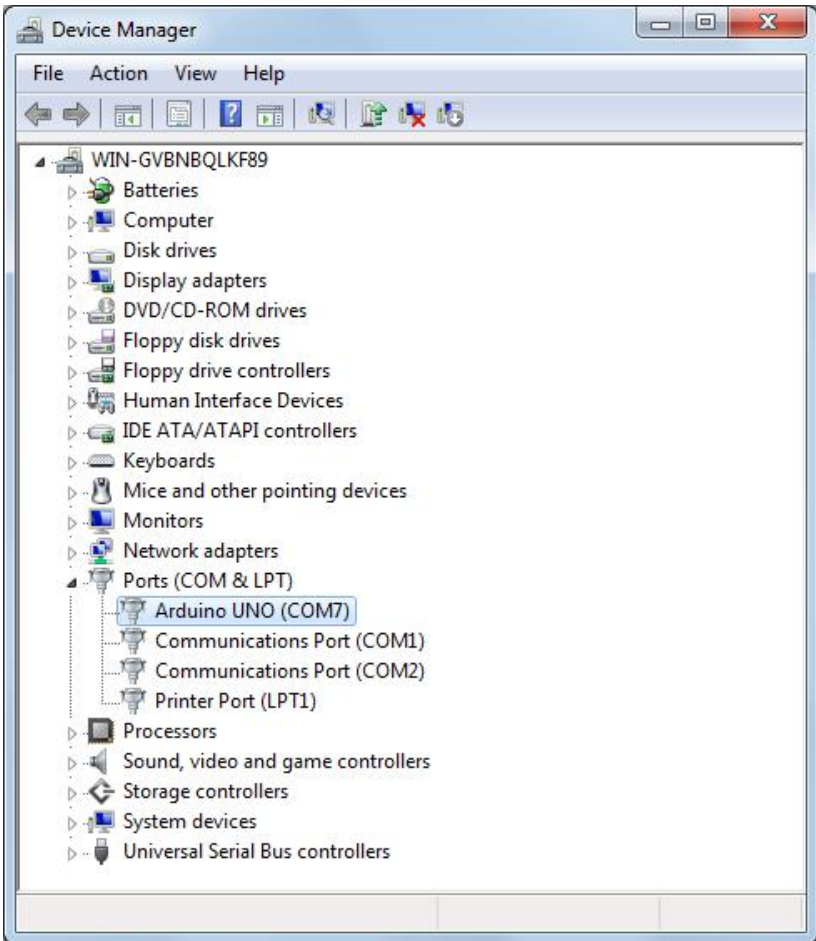 Device Manager
File Action View Help
WIN-GVBNBQLKF89
Batteries
Computer
Disk drives
Display adapters
DVD/CD-ROM drives
Floppy disk drives
Floppy drive controllers
Human Interface Devices
IDE ATA/ATAPI controllers
Keyboards
Mice and other pointing devices
Monitors
Network adapters
Ports (COM & LPT)
Arduino UNO (COM7)
Communications Port (COM1)
Communications Port (COM2)
Printer Port (LPT1)
Processors
Sound, video and game controllers
Storage controllers
System devices
Universal Serial Bus controllers